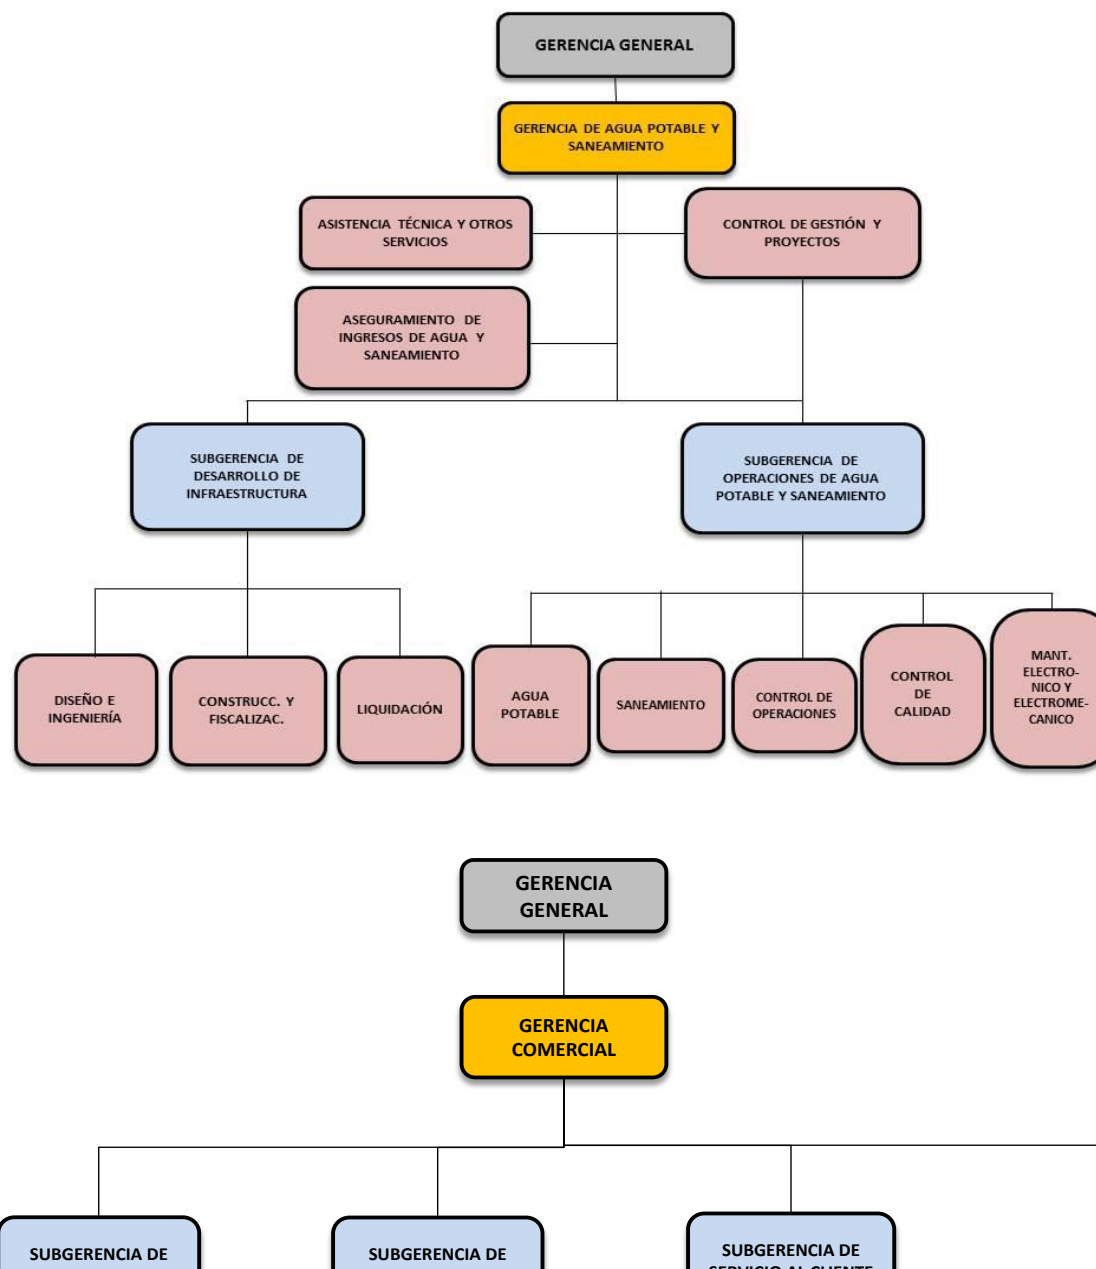 GERENCIA GENERAL
GERENCIA DE AGUA POTABLE Y
SANEAMIENTO
ASISTENCIA TÉCNICA Y OTROS
SERVICIOS
CONTROL DE GESTIÓN Y
PROYECTOS
ASEGURAMIENTO DE
INGRESOS DE AGUA Y
SANEAMIENTO
SUBGERENCIA DE
DESARROLLO DE
INFRAESTRUCTURA
SUBGERENCIA DE
OPERACIONES DE AGUA
POTABLE Y SANEAMIENTO
DISEÑO E
INGENIERÍA
CONSTRUCC. Y
FISCALIZAC.
LIQUIDACIÓN
AGUA
POTABLE
SANEAMIENTO
CONTROL DE
OPERACIONES
CONTROL
DE
CALIDAD
MANT.
ELECTRO-
NICO Y
ELECTROME-
CANICO
GERENCIA
GENERAL
GERENCIA
COMERCIAL
SUBGERENCIA DE
SUBGERENCIA DE
SUBGERENCIA DE
SERVICIO AL CLIENTE